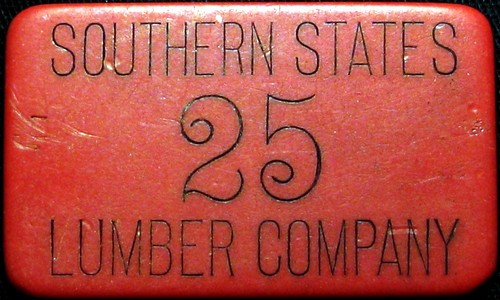 SOUTHERN STATES
25
LUMBER COMPANY